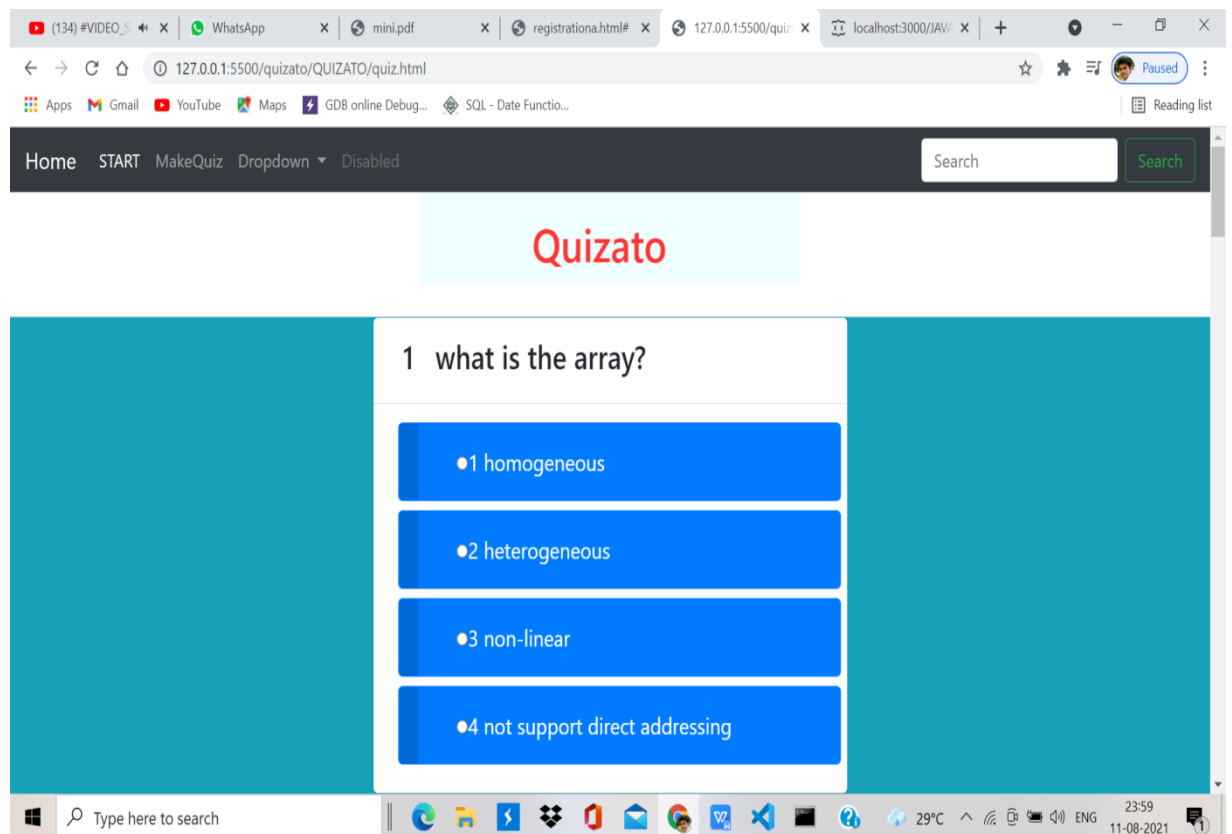 (134) #VIDEO_S
WhatsApp
mini.pdf
registrationa.html#
127.0.0.1:5500/quiz
localhost:3000/JAV
127.0.0.1:5500/quizato/QUIZATO/quiz.html
Paused
Apps Gmail YouTube Maps GDB online Debug... SQL - Date Functio... Reading list
Home START MakeQuiz Dropdown Disabled Search Search
Quizato
1 what is the array?
1 homogeneous
2 heterogeneous
3 non-linear
4 not support direct addressing
Type here to search
29°C ENG
23:59
11-08-2021
1